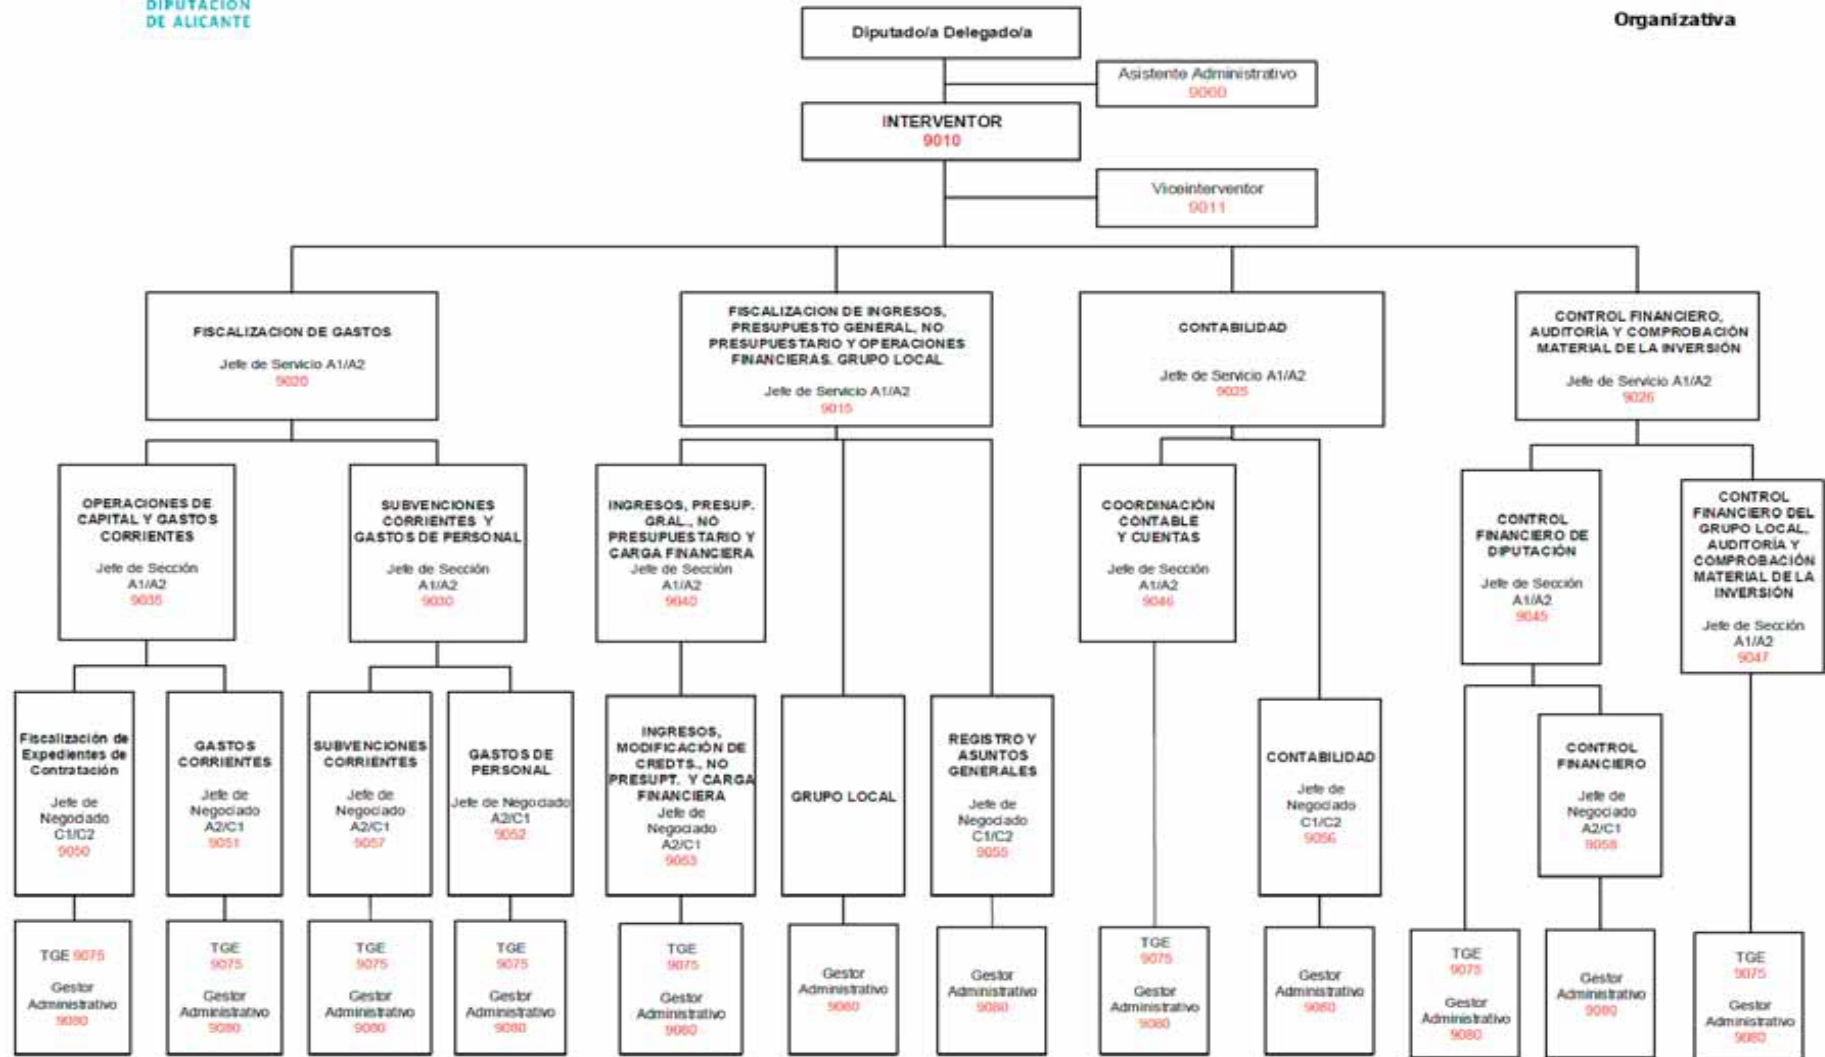 DIPUTACIÓN
DE ALICANTE
Organizativa
Diputado/a Delegado/a
Asistente Administrativo
9060
INTERVENTOR
9010
Viceinterventor
9011
FISCALIZACION DE GASTOS
Jefe de Servicio A1/A2
9020
FISCALIZACION DE INGRESOS,
PRESUPUESTO GENERAL, NO
PRESUPUESTARIO Y OPERACIONES
FINANCIERAS. GRUPO LOCAL
Jefe de Servicio A1/A2
9015
CONTABILIDAD
Jefe de Servicio A1/A2
9025
CONTROL FINANCIERO,
AUDITORÍA Y COMPROBACIÓN
MATERIAL DE LA INVERSIÓN
Jefe de Servicio A1/A2
9026
OPERACIONES DE
CAPITAL Y GASTOS
CORRIENTES
Jefe de Sección
A1/A2
9035
SUBVENCIONES
CORRIENTES Y
GASTOS DE PERSONAL
Jefe de Sección
A1/A2
9030
INGRESOS, PRESUP.
GRAL., NO
PRESUPUESTARIO Y
CARGA FINANCIERA
Jefe de Sección
A1/A2
9040
COORDINACIÓN
CONTABLE
Y CUENTAS
Jefe de Sección
A1/A2
9046
CONTROL
FINANCIERO DE
DIPUTACIÓN
Jefe de Sección
A1/A2
9045
CONTROL
FINANCIERO DEL
GRUPO LOCAL,
AUDITORÍA Y
COMPROBACIÓN
MATERIAL DE LA
INVERSIÓN
Jefe de Sección
A1/A2
9047
Fiscalización de
Expedientes de
Contratación
Jefe de
Negociado
C1/C2
9050
GASTOS
CORRIENTES
Jefe de
Negociado
A2/C1
9051
SUBVENCIONES
CORRIENTES
Jefe de
Negociado
A2/C1
9057
GASTOS DE
PERSONAL
Jefe de Negociado
A2/C1
9052
INGRESOS,
MODIFICACIÓN DE
CREDTS., NO
PRESUPT. Y CARGA
FINANCIERA
Jefe de
Negociado
A2/C1
9053
GRUPO LOCAL
REGISTRO Y
ASUNTOS
GENERALES
Jefe de
Negociado
C1/C2
9055
CONTABILIDAD
Jefe de
Negociado
C1/C2
9056
CONTROL
FINANCIERO
Jefe de
Negociado
A2/C1
9058
TGE 9075
Gestor
Administrativo
9080
TGE
9075
Gestor
Administrativo
9080
TGE
9075
Gestor
Administrativo
9080
TGE
9075
Gestor
Administrativo
9080
TGE
9075
Gestor
Administrativo
9080
Gestor
Administrativo
9080
Gestor
Administrativo
9080
TGE
9075
Gestor
Administrativo
9080
Gestor
Administrativo
9080
TGE
9075
Gestor
Administrativo
9080
Gestor
Administrativo
9080
TGE
9075
Gestor
Administrativo
9080